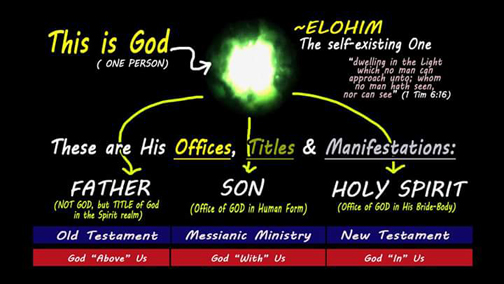 This is God
( ONE PERSON)
~ELOHIM
The self-existing One
"dwelling in the Light
which no man can
approach unto; whom
no man hath seen,
nor can see" (1 Tim 6:16)
These are His Offices, Titles & Manifestations:
FATHER
(NOT GOD, but TITLE of God
in the Spirit realm)
SON
(Office of GOD in Human Form)
HOLY SPIRIT
(Office of GOD in His Bride-Body)
Old Testament
Messianic Ministry
New Testament
God "Above" Us
God "With" Us
God "In" Us